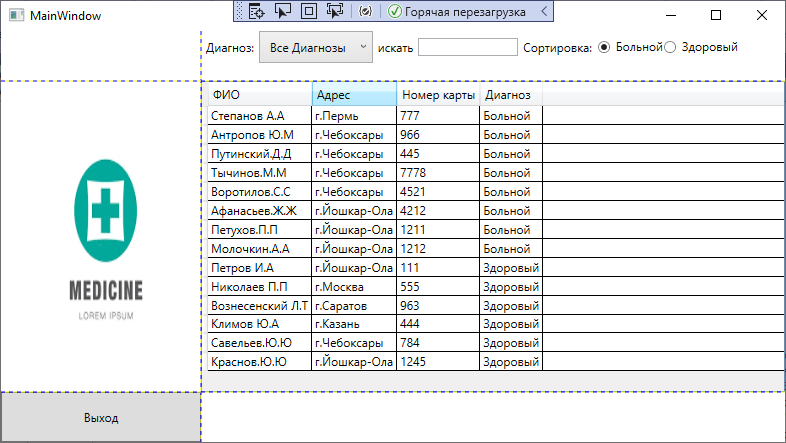 MainWindow
Горячая перезагрузка
Диагноз: Все Диагнозы искать Сортировка: Больной Здоровый
ФИО Адрес Номер карты Диагноз
Степанов А.А г.Пермь 777 Больной
Антропов Ю.М г.Чебоксары 966 Больной
Путинский.Д.Д г.Чебоксары 445 Больной
Тычинов.М.М г.Чебоксары 7778 Больной
Воротилов.С.С г.Чебоксары 4521 Больной
Афанасьев.Ж.Ж г.Йошкар-Ола 4212 Больной
Петухов.П.П г.Йошкар-Ола 1211 Больной
Молочкин.А.А г.Йошкар-Ола 1212 Больной
Петров И.А г.Йошкар-Ола 111 Здоровый
Николаев П.П г.Москва 555 Здоровый
Вознесенский Л.Т г.Саратов 963 Здоровый
Климов Ю.А г.Казань 444 Здоровый
Савельев.Ю.Ю г.Чебоксары 784 Здоровый
Краснов.Ю.Ю г.Йошкар-Ола 1245 Здоровый
MEDICINE
LOREM IPSUM
Выход